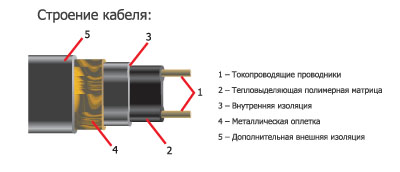 Строение кабеля:
5
3
1
4
2
1 – Токопроводящие проводники
2 – Тепловыделяющая полимерная матрица
3 – Внутренняя изоляция
4 – Металлическая оплетка
5 – Дополнительная внешняя изоляция